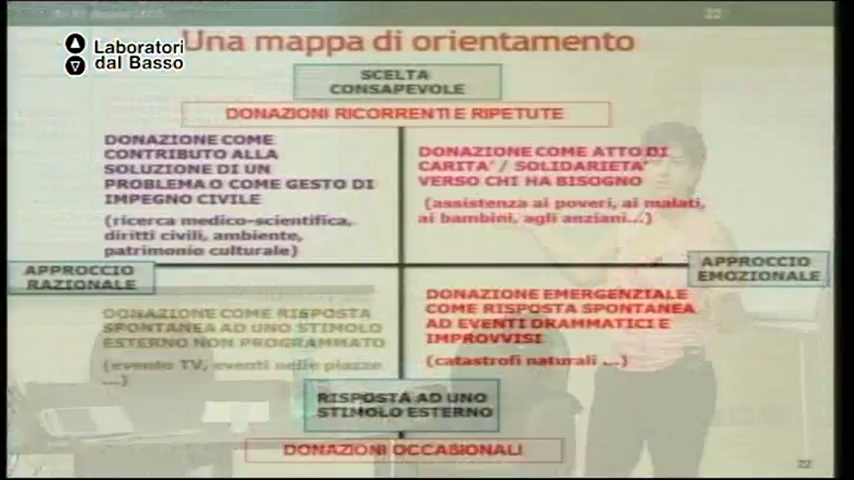 22
Laboratori
dal Basso
Una mappa di orientamento
SCELTA
CONSAPEVOLE
DONAZIONI RICORRENTI E RIPETUTE
DONAZIONE COME
CONTRIBUTO ALLA
SOLUZIONE DI UN
PROBLEMA O COME GESTO DI
IMPEGNO CIVILE
(ricerca medico-scientifica,
diritti civili, ambiente,
patrimonio culturale)
DONAZIONE COME ATTO DI
CARITA' / SOLIDARIETA'
VERSO CHI HA BISOGNO
(assistenza ai poveri, ai malati,
ai bambini, agli anziani...)
APPROCCIO
RAZIONALE
APPROCCIO
EMOZIONALE
DONAZIONE COME RISPOSTA
SPONTANEA AD UNO STIMOLO
ESTERNO NON PROGRAMMATO
(evento TV, eventi nelle piazze
...)
DONAZIONE EMERGENZIALE
COME RISPOSTA SPONTANEA
AD EVENTI DRAMMATICI E
IMPROVVISI
(catastrofi naturali ...)
RISPOSTA AD UNO
STIMOLO ESTERNO
DONAZIONI OCCASIONALI
22